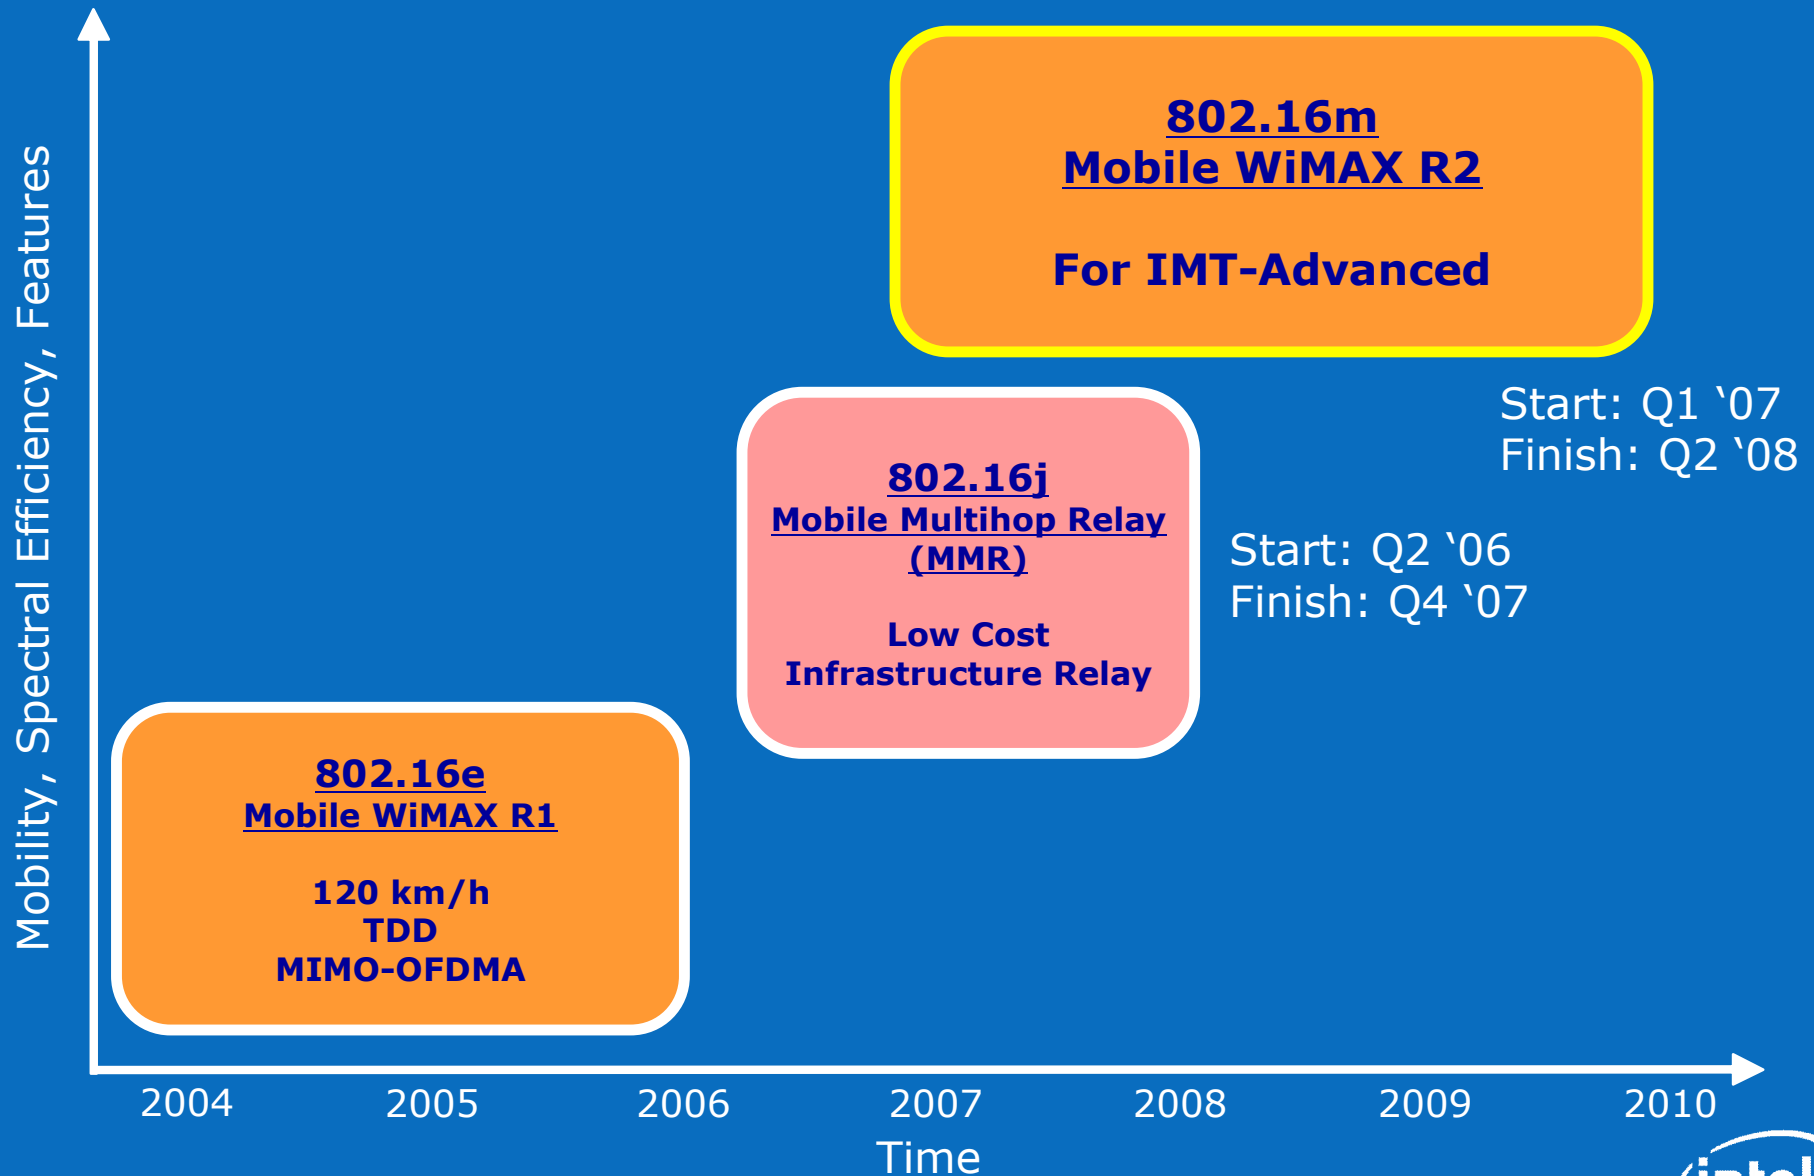 802.16m
Mobile WiMAX R2
For IMT-Advanced
Start: Q1 ‘07
Finish: Q2 ‘08
802.16j
Mobile Multihop Relay
(MMR)
Low Cost
Infrastructure Relay
Start: Q2 ‘06
Finish: Q4 ‘07
802.16e
Mobile WiMAX R1
120 km/h
TDD
MIMO-OFDMA
Mobility, Spectral Efficiency, Features
2004 2005 2006 2007 2008 2009 2010
Time
intel